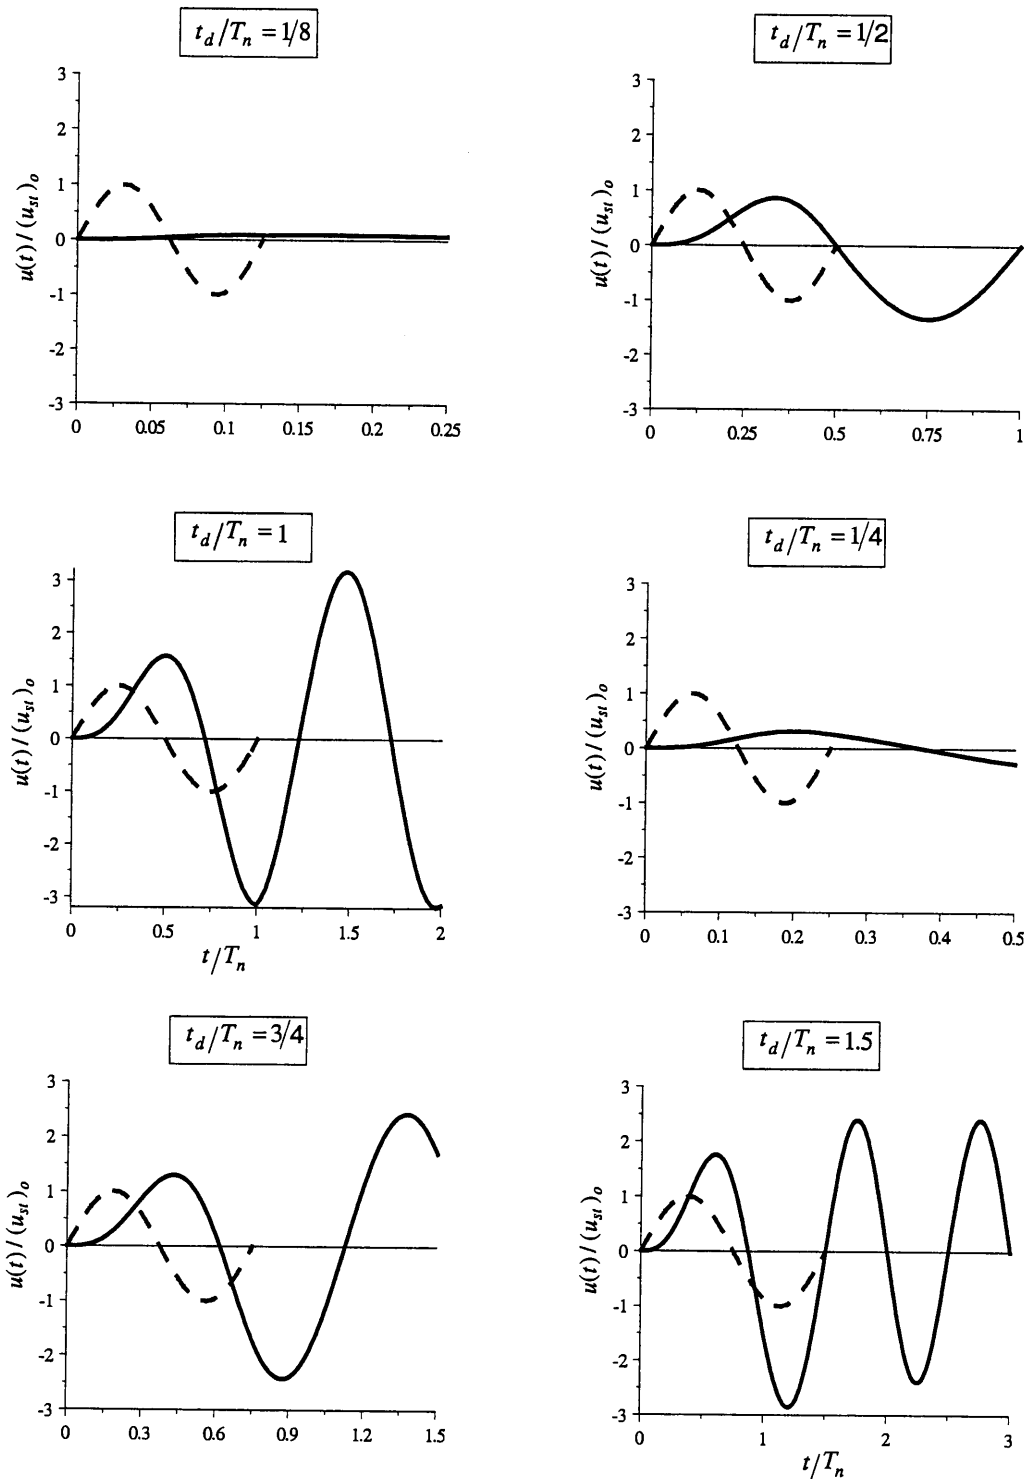 t_d/T_n = 1/8
3
2
1
0
-1
-2
-3
u(t)/(u_st)_o
0 0.05 0.1 0.15 0.2 0.25
t_d/T_n = 1/2
3
2
1
0
-1
-2
-3
u(t)/(u_st)_o
0 0.25 0.5 0.75 1
t_d/T_n = 1
3
2
1
0
-1
-2
-3
u(t)/(u_st)_o
0 0.5 1 1.5 2
t/T_n
t_d/T_n = 1/4
3
2
1
0
-1
-2
-3
u(t)/(u_st)_o
0 0.1 0.2 0.3 0.4 0.5
t_d/T_n = 3/4
3
2
1
0
-1
-2
-3
u(t)/(u_st)_o
0 0.3 0.6 0.9 1.2 1.5
t_d/T_n = 1.5
3
2
1
0
-1
-2
-3
u(t)/(u_st)_o
0 1 2 3
t/T_n